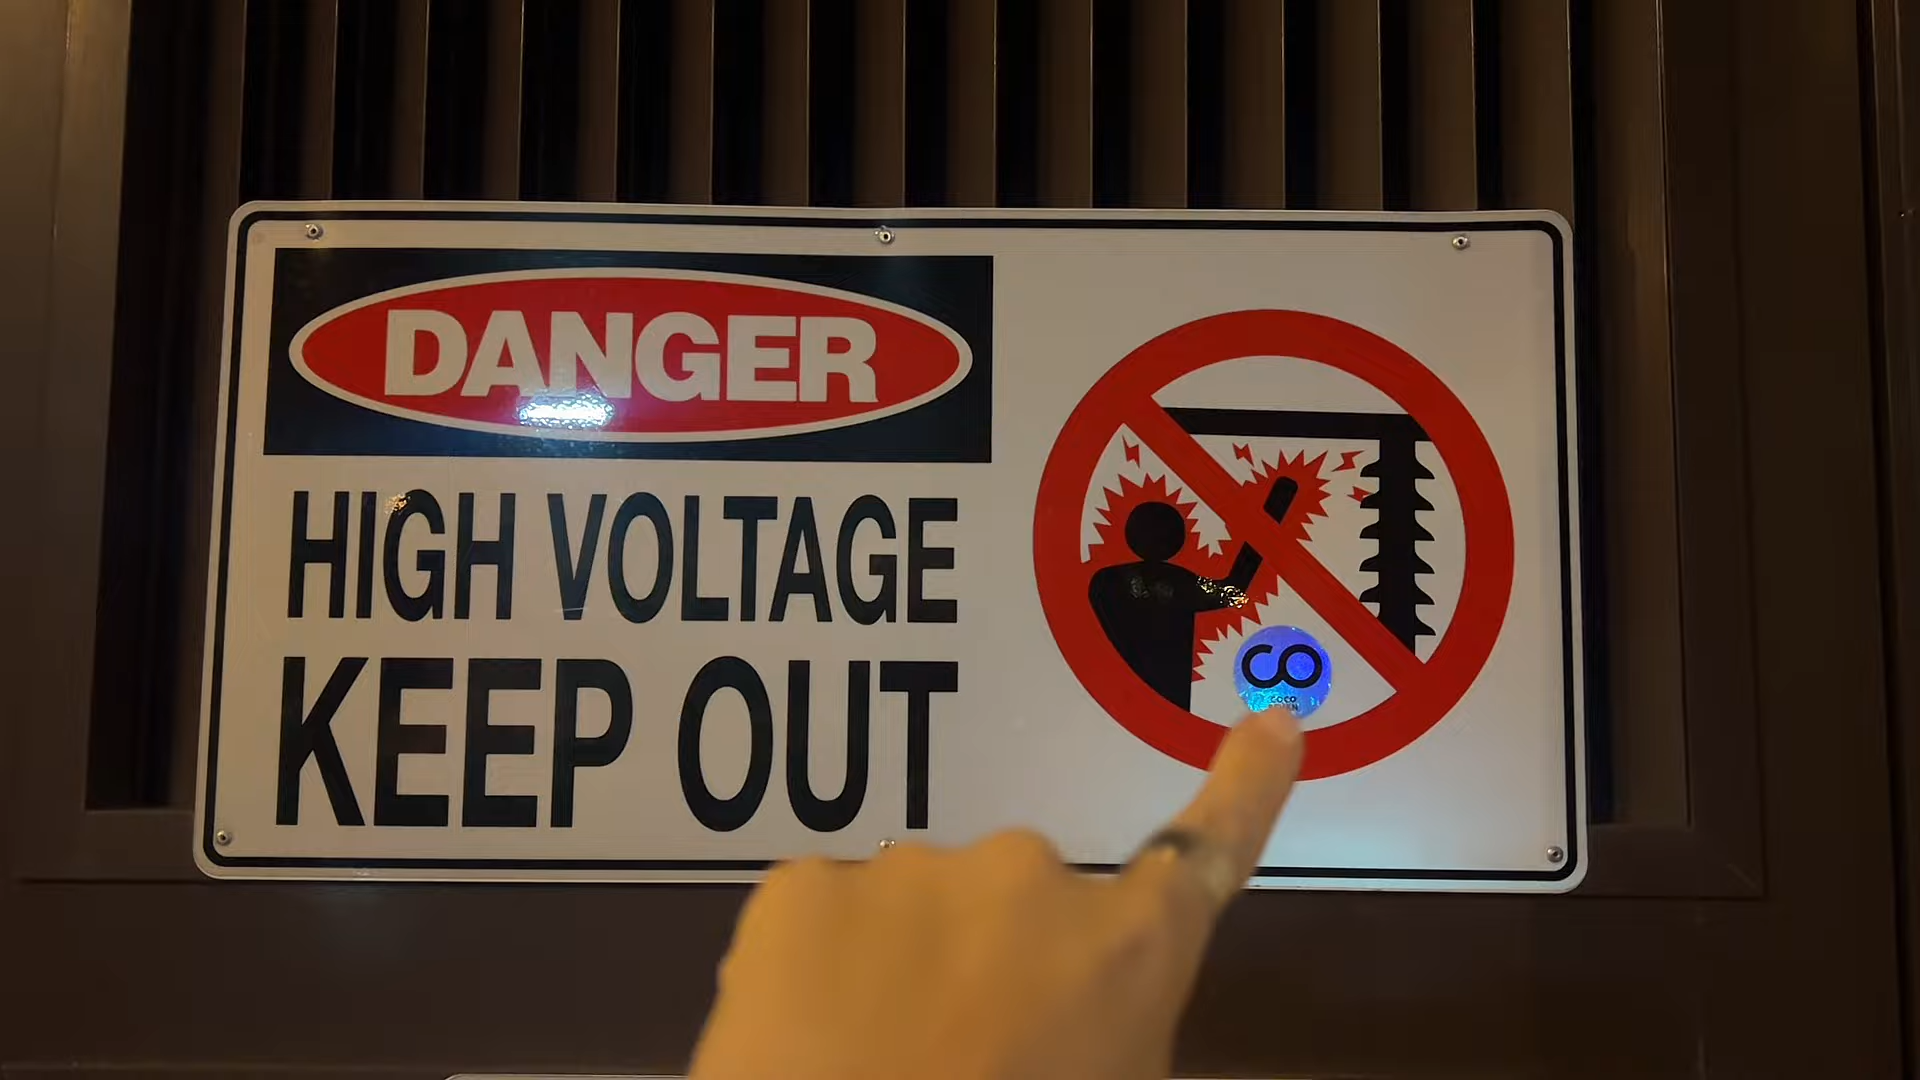 DANGER
HIGH VOLTAGE
KEEP OUT
CO
COCO